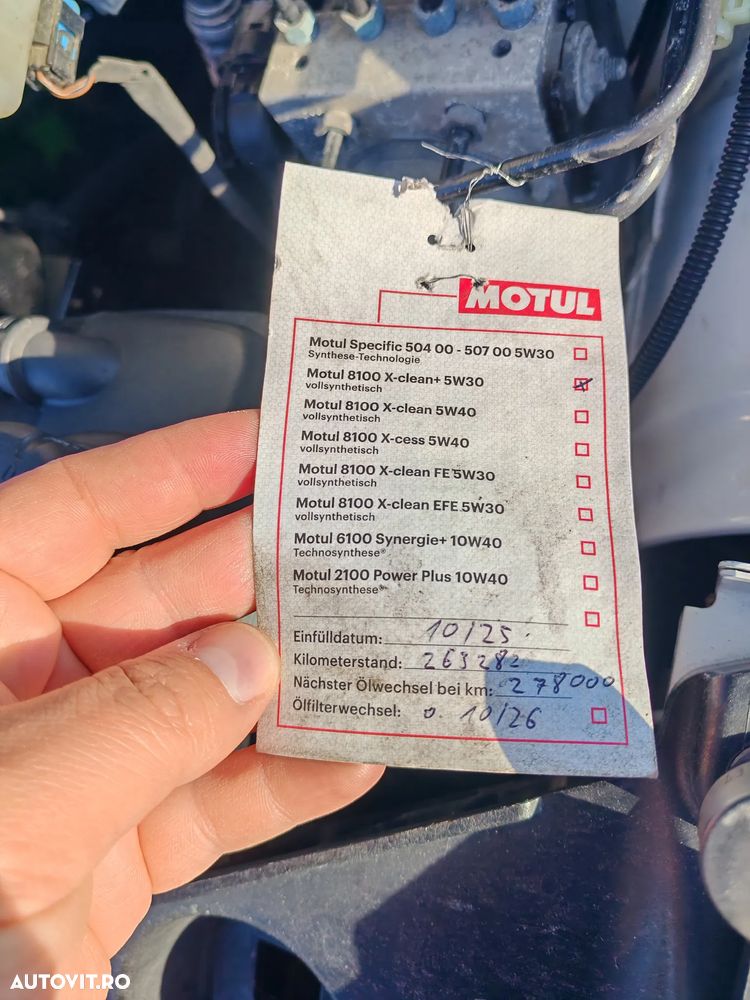 MOTUL
Motul Specific 504 00 - 507 00 5W30
Synthese-Technologie
Motul 8100 X-clean+ 5W30
vollsynthetisch
Motul 8100 X-clean 5W40
vollsynthetisch
Motul 8100 X-cess 5W40
vollsynthetisch
Motul 8100 X-clean FE 5W30
vollsynthetisch
Motul 8100 X-clean EFE 5W30
vollsynthetisch
Motul 6100 Synergie+ 10W40
Technosynthese®
Motul 2100 Power Plus 10W40
Technosynthese®
Einfülldatum: 10/25.
Kilometerstand: 263282
Nächster Ölwechsel bei km: 278000
Ölfilterwechsel: o. 10/26
AUTOVIT.RO